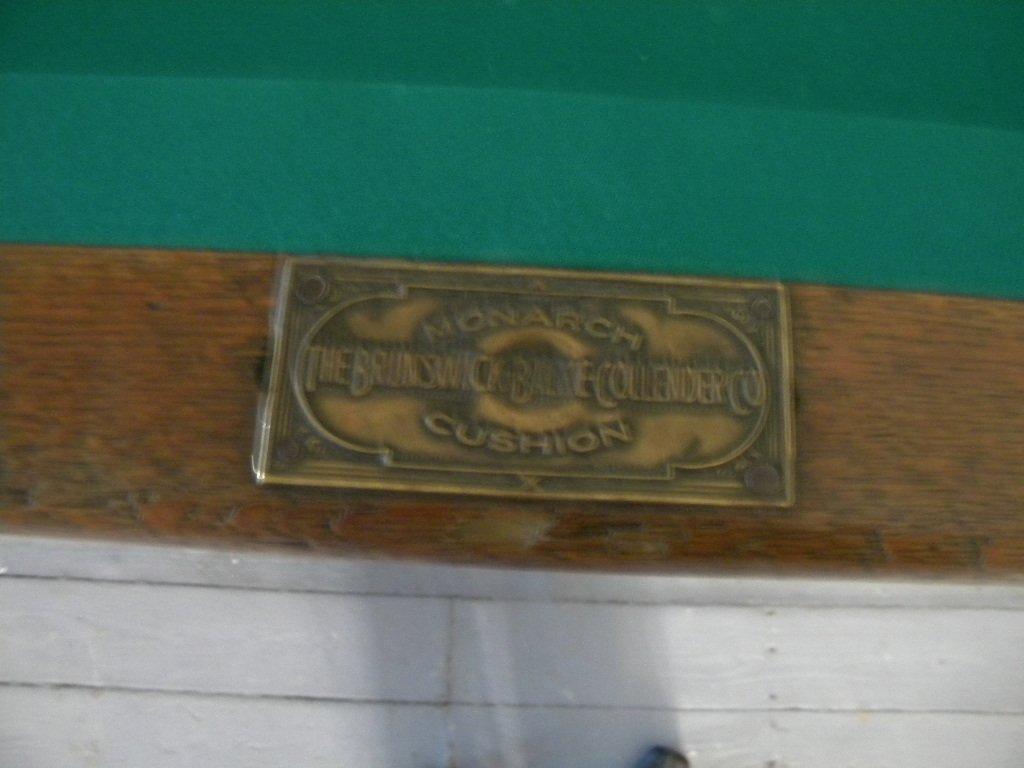 MONARCH
THE BRUNSWICK-BALKE-COLLENDER CO
CUSHION